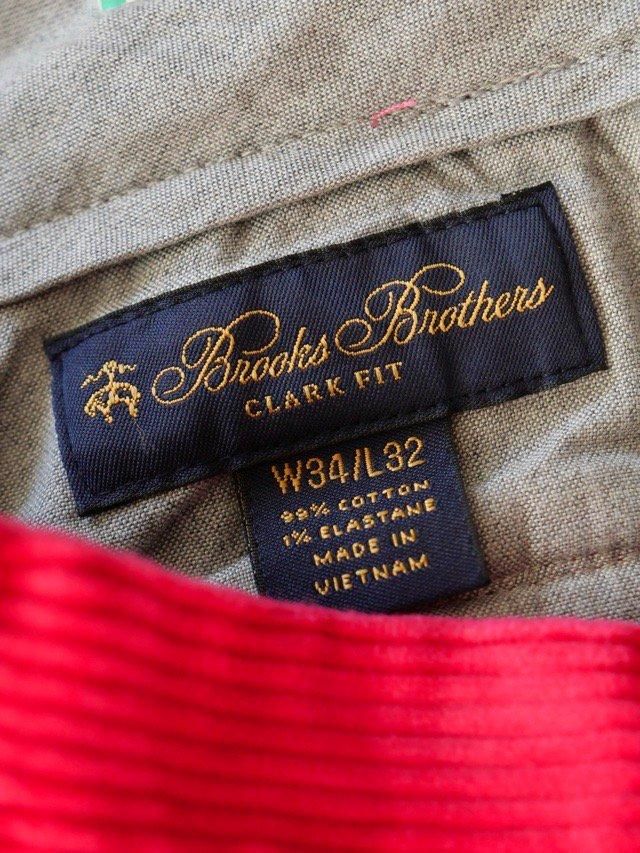 Brooks Brothers
CLARK FIT
W34/L32
99% COTTON
1% ELASTANE
MADE IN
VIETNAM